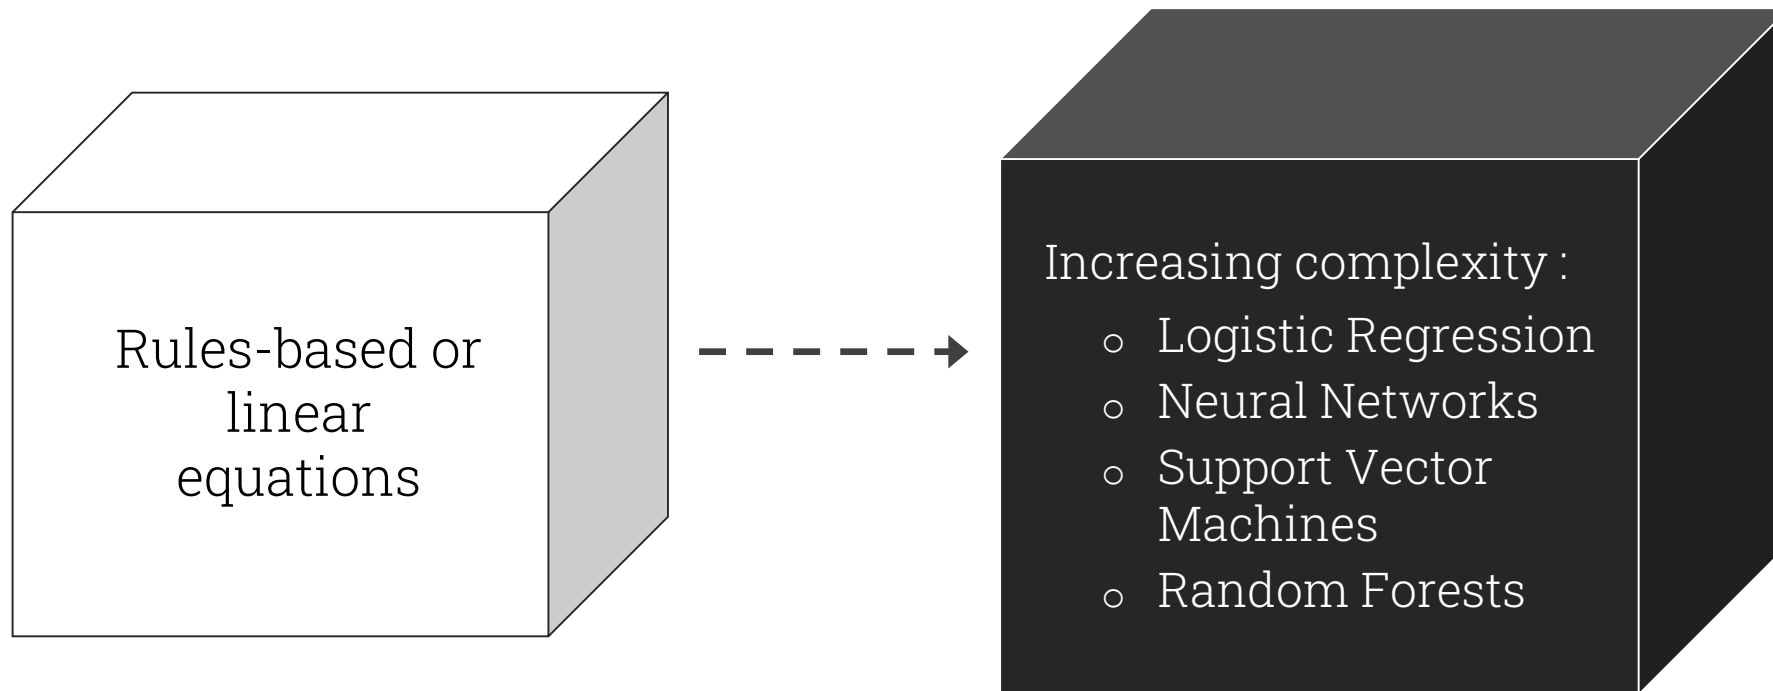 Rules-based or
linear
equations
Increasing complexity :
o Logistic Regression
o Neural Networks
o Support Vector
Machines
o Random Forests